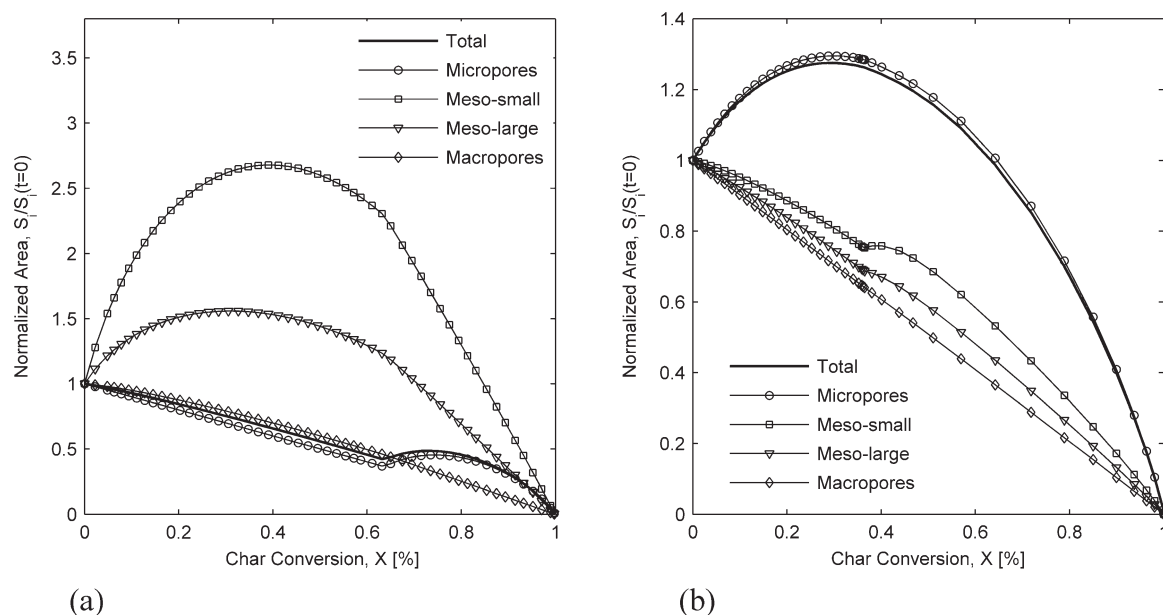 3.5
3
2.5
2
1.5
1
0.5
0
Normalized Area, S_i/S_i(t=0)
Total
Micropores
Meso-small
Meso-large
Macropores
0 0.2 0.4 0.6 0.8 1
Char Conversion, X [%]
(a)
1.4
1.2
1
0.8
0.6
0.4
0.2
0
Normalized Area, S_i/S_i(t=0)
Total
Micropores
Meso-small
Meso-large
Macropores
0 0.2 0.4 0.6 0.8 1
Char Conversion, X [%]
(b)